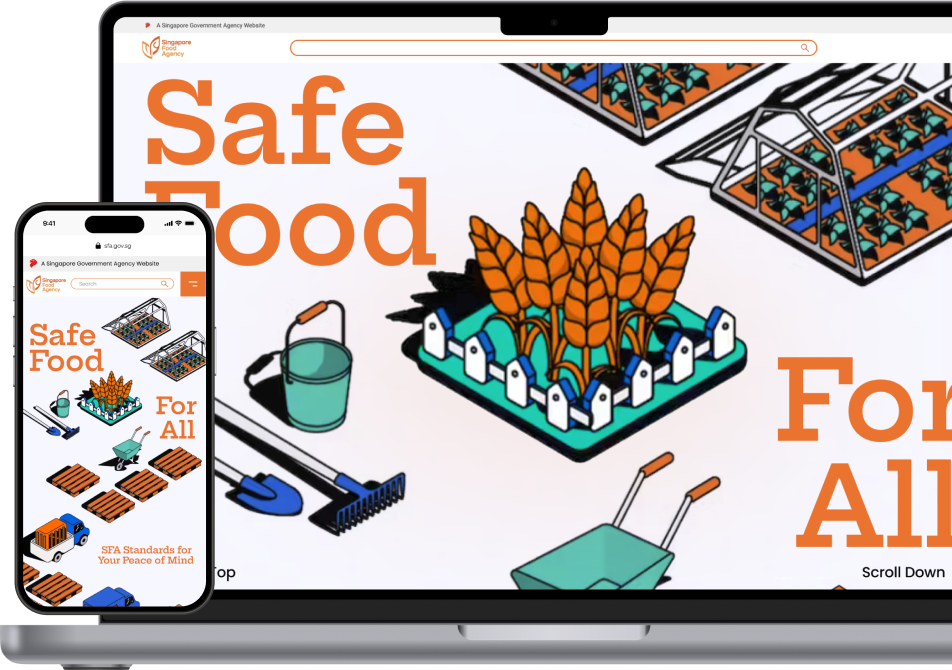 A Singapore Government Agency Website
Singapore
Food
Agency
Safe
Food
For
All
Top
Scroll Down
9:41
sfa.gov.sg
A Singapore Government Agency Website
Singapore
Food
Agency
Search
Safe
Food
For
All
SFA Standards for
Your Peace of Mind